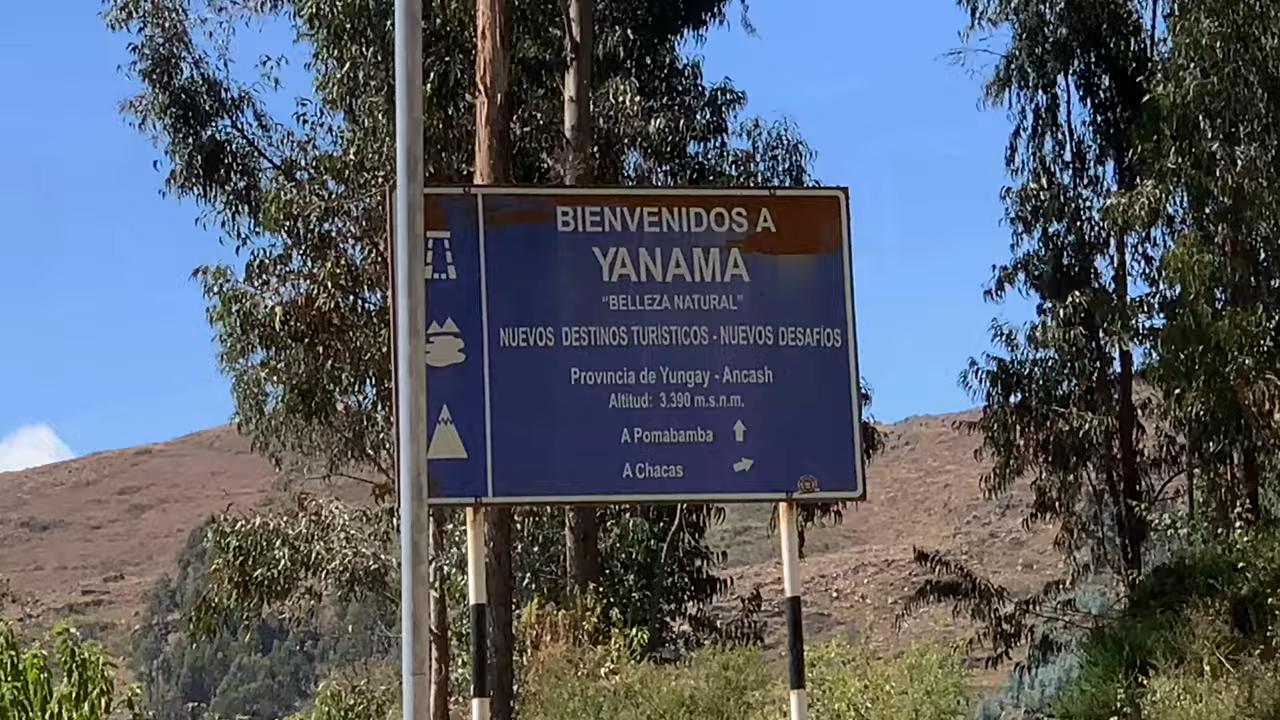 BIENVENIDOS A
YANAMA
"BELLEZA NATURAL"
NUEVOS DESTINOS TURÍSTICOS - NUEVOS DESAFÍOS
Provincia de Yungay - Ancash
Altitud: 3.390 m.s.n.m.
A Pomabamba
A Chacas